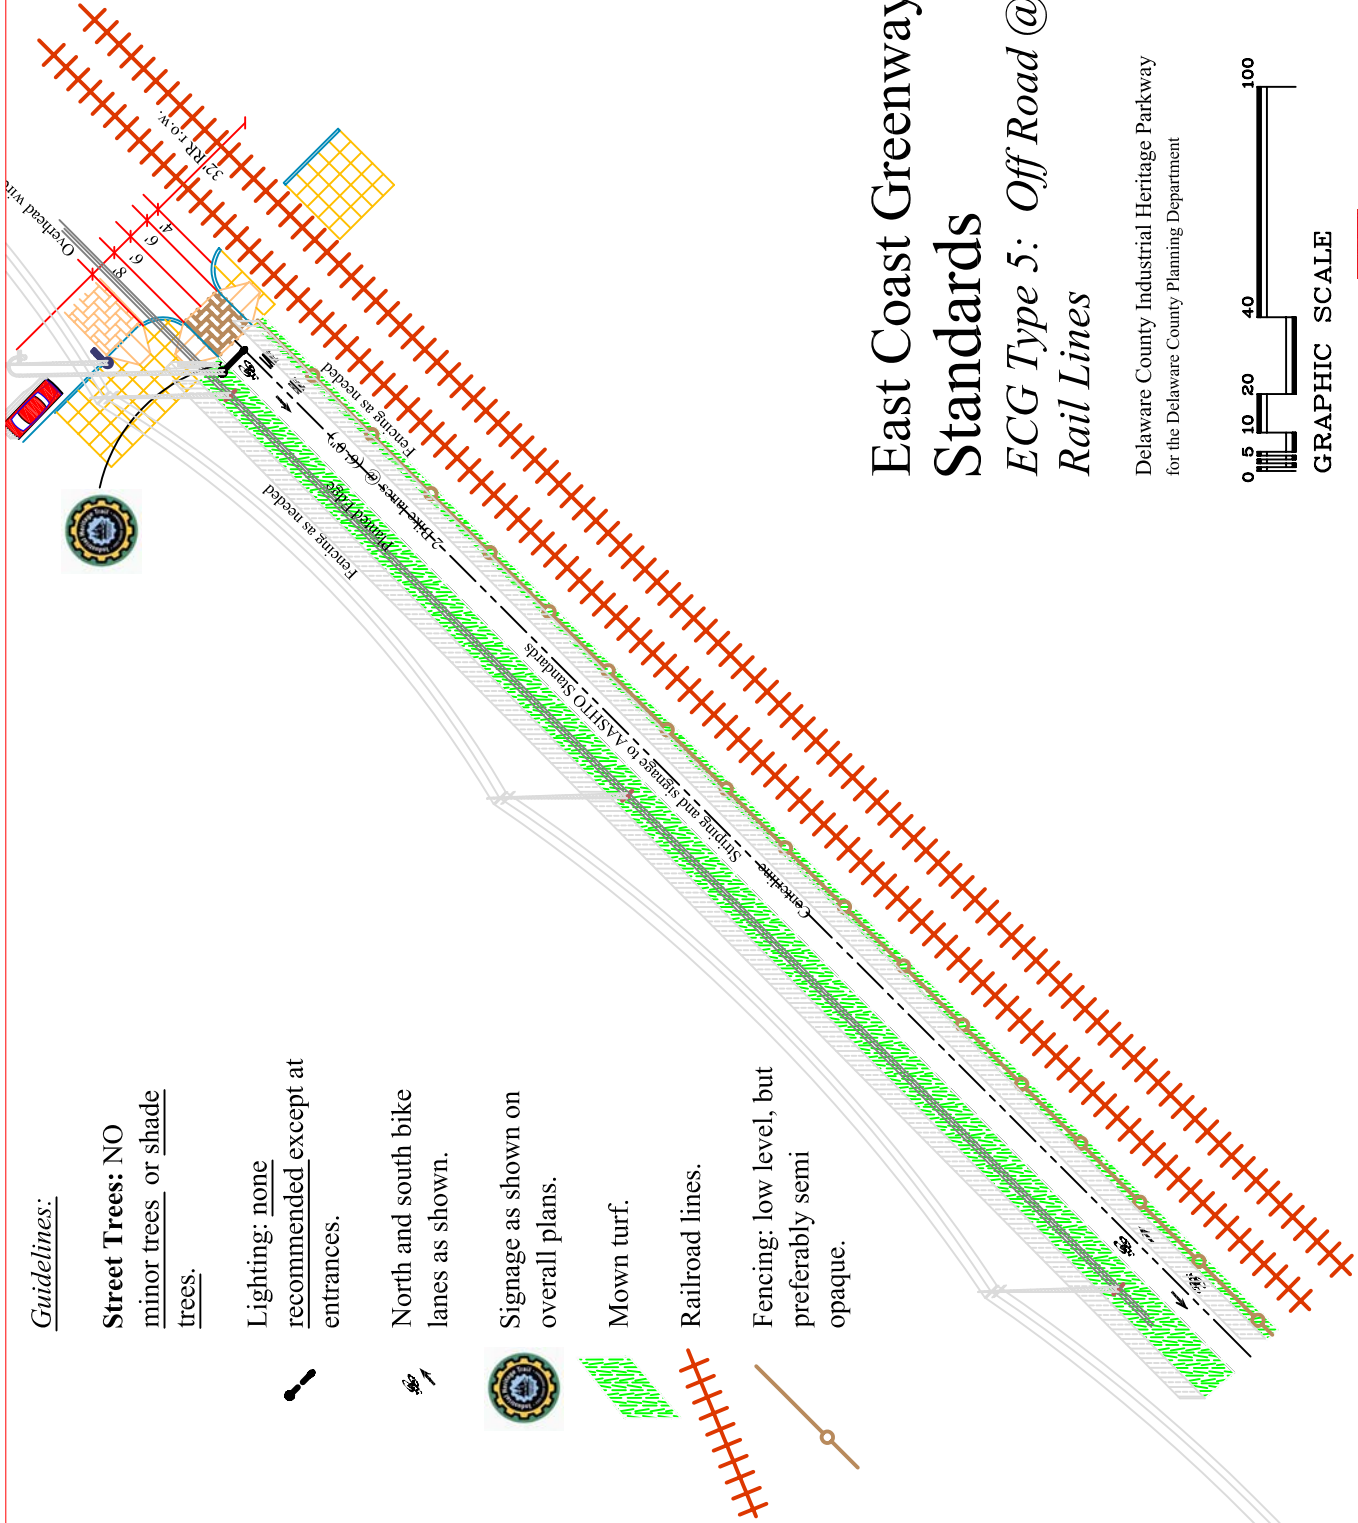 Guidelines:
Street Trees: NO
minor trees or shade
trees.
Lighting: none
recommended except at
entrances.
North and south bike
lanes as shown.
Signage as shown on
overall plans.
Mown turf.
Railroad lines.
Fencing: low level, but
preferably semi
opaque.
Overhead wir
32' RR r.o.w.
4'
6'
6'
8'
Fencing as needed
2-Bike lanes @ (6'-0")
Planted Edge
Fencing as needed
Striping and signage to AASHTO Standards
Centerline
East Coast Greenway
Standards
ECG Type 5: Off Road @
Rail Lines
Delaware County Industrial Heritage Parkway
for the Delaware County Planning Department
0 5 10 20 40 100
GRAPHIC SCALE